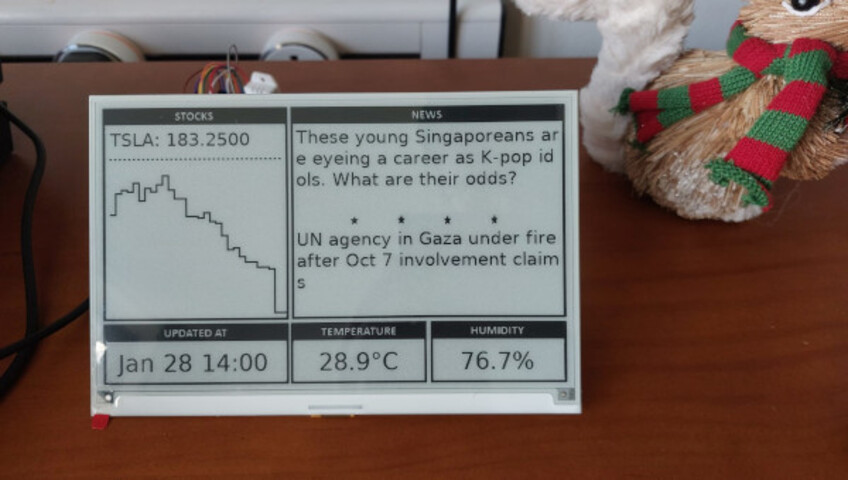 STOCKS
TSLA: 183.2500
NEWS
These young Singaporeans ar
e eyeing a career as K-pop id
ols. What are their odds?
★ ★ ★ ★
UN agency in Gaza under fire
after Oct 7 involvement claim
s
UPDATED AT
Jan 28 14:00
TEMPERATURE
28.9°C
HUMIDITY
76.7%